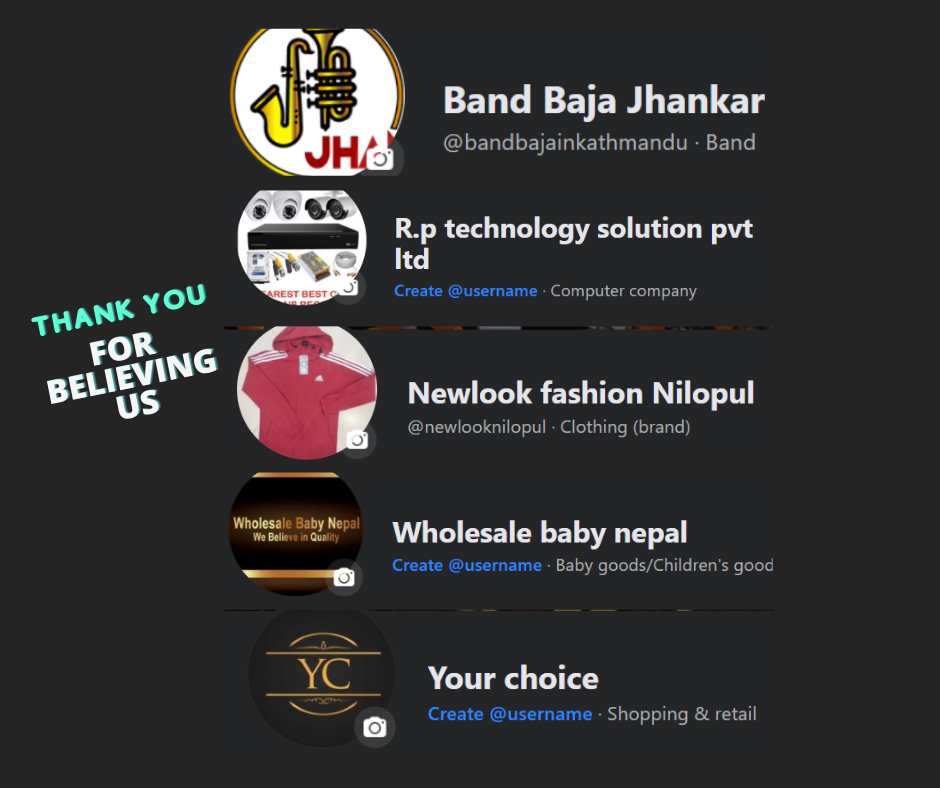 THANK YOU
FOR
BELIEVING
US
JHA
Band Baja Jhankar
@bandbajainkathmandu · Band
AREST BEST C
R.p technology solution pvt
ltd
Create @username · Computer company
Newlook fashion Nilopul
@newlooknilopul · Clothing (brand)
Wholesale Baby Nepal
We Believe in Quality
Wholesale baby nepal
Create @username · Baby goods/Children's good
YC
Your choice
Create @username · Shopping & retail